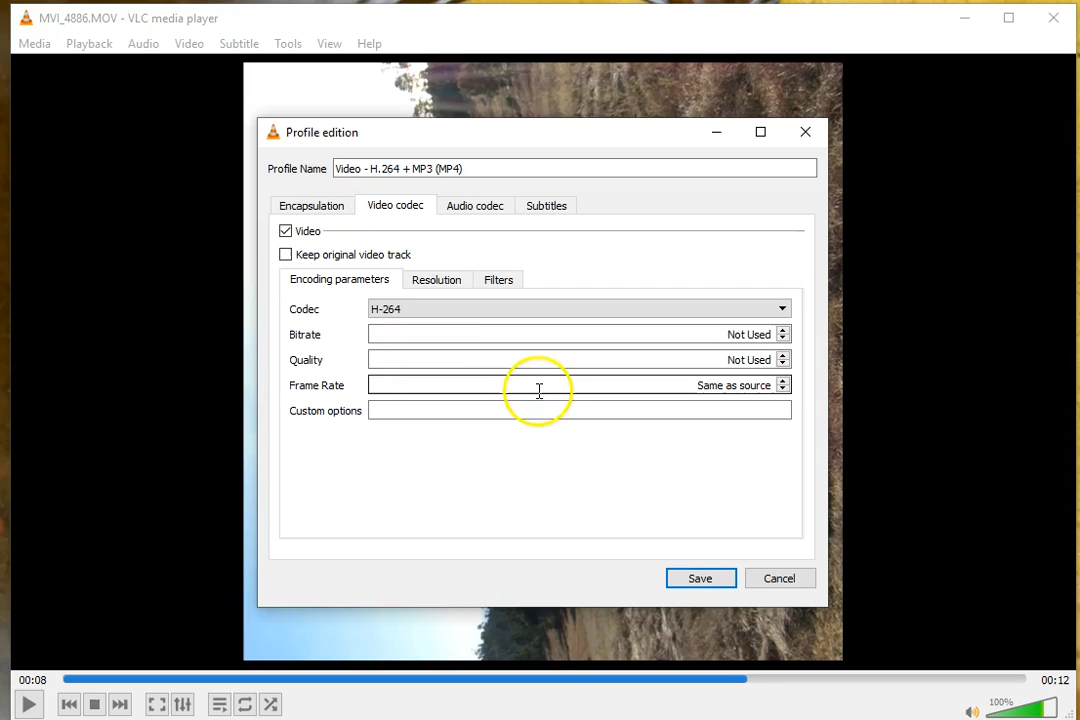 MVI_4886.MOV - VLC media player
Media Playback Audio Video Subtitle Tools View Help
Profile edition
Profile Name Video - H.264 + MP3 (MP4)
Encapsulation Video codec Audio codec Subtitles
Video
Keep original video track
Encoding parameters Resolution Filters
Codec H-264
Bitrate Not Used
Quality Not Used
Frame Rate Same as source
Custom options
Save Cancel
00:08 00:12
100%